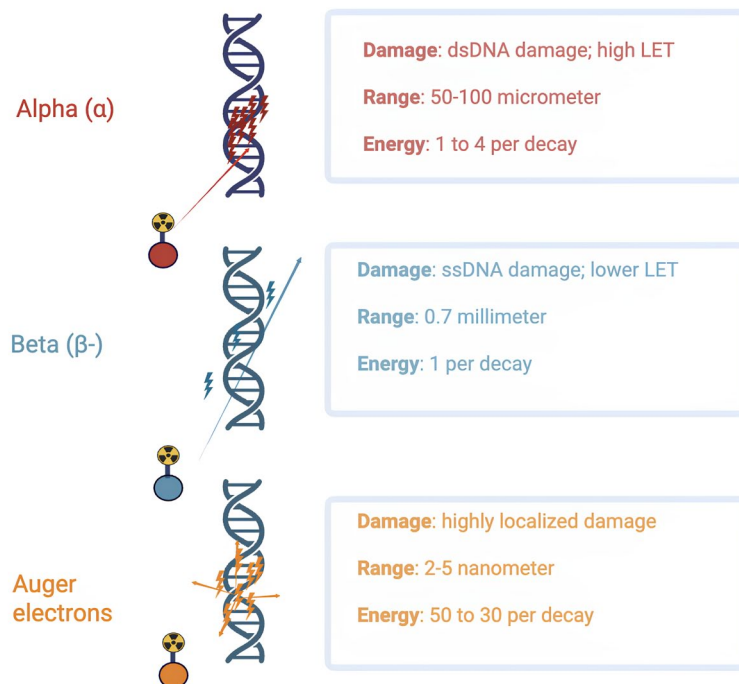 Alpha (α)
Damage: dsDNA damage; high LET
Range: 50-100 micrometer
Energy: 1 to 4 per decay
Beta (β-)
Damage: ssDNA damage; lower LET
Range: 0.7 millimeter
Energy: 1 per decay
Auger
electrons
Damage: highly localized damage
Range: 2-5 nanometer
Energy: 50 to 30 per decay